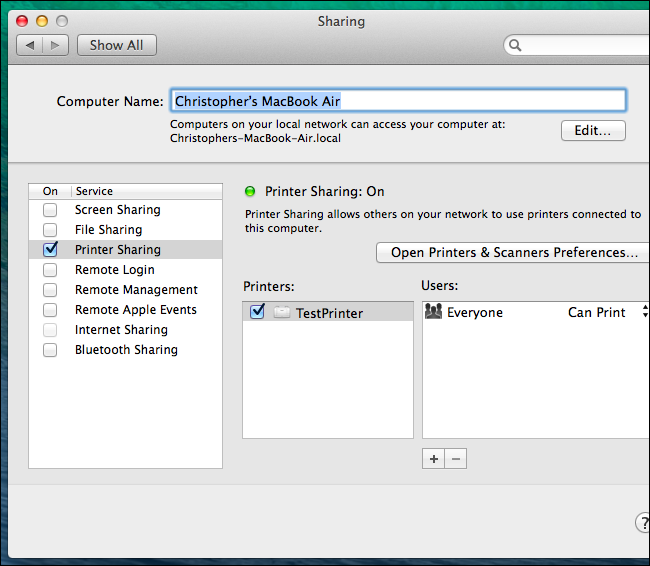 Sharing
Show All
Computer Name: Christopher's MacBook Air
Computers on your local network can access your computer at:
Christophers-MacBook-Air.local
Edit...
On Service
Screen Sharing
File Sharing
Printer Sharing
Remote Login
Remote Management
Remote Apple Events
Internet Sharing
Bluetooth Sharing
Printer Sharing: On
Printer Sharing allows others on your network to use printers connected to
this computer.
Open Printers & Scanners Preferences...
Printers:
TestPrinter
Users:
Everyone Can Print
+ −
?